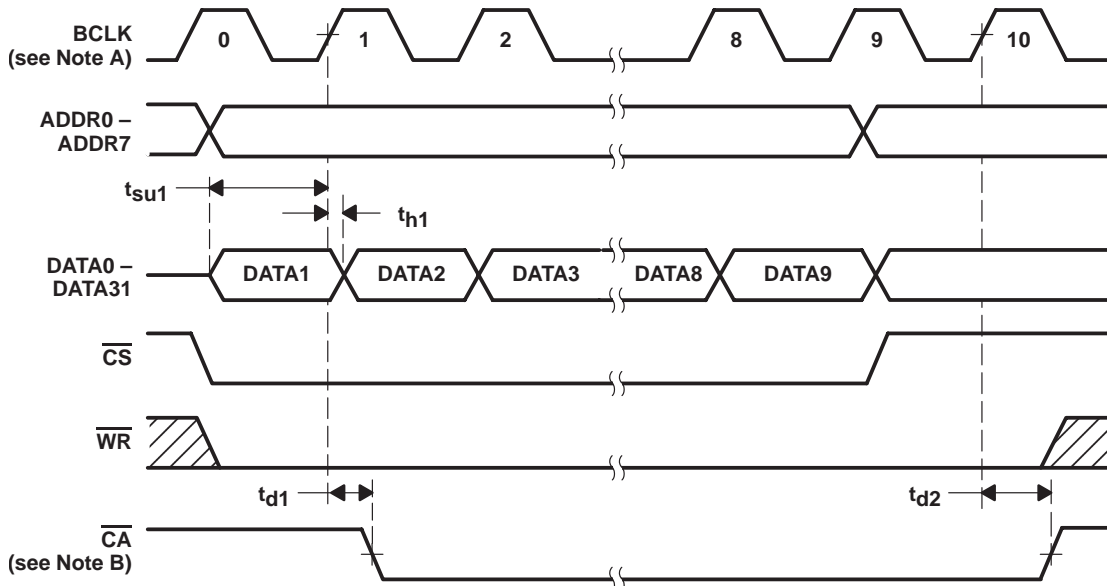 BCLK
(see Note A)
0 1 2 8 9 10
ADDR0 –
ADDR7
tsu1
th1
DATA0 –
DATA31
DATA1 DATA2 DATA3 DATA8 DATA9
CS
WR
td1 td2
CA
(see Note B)